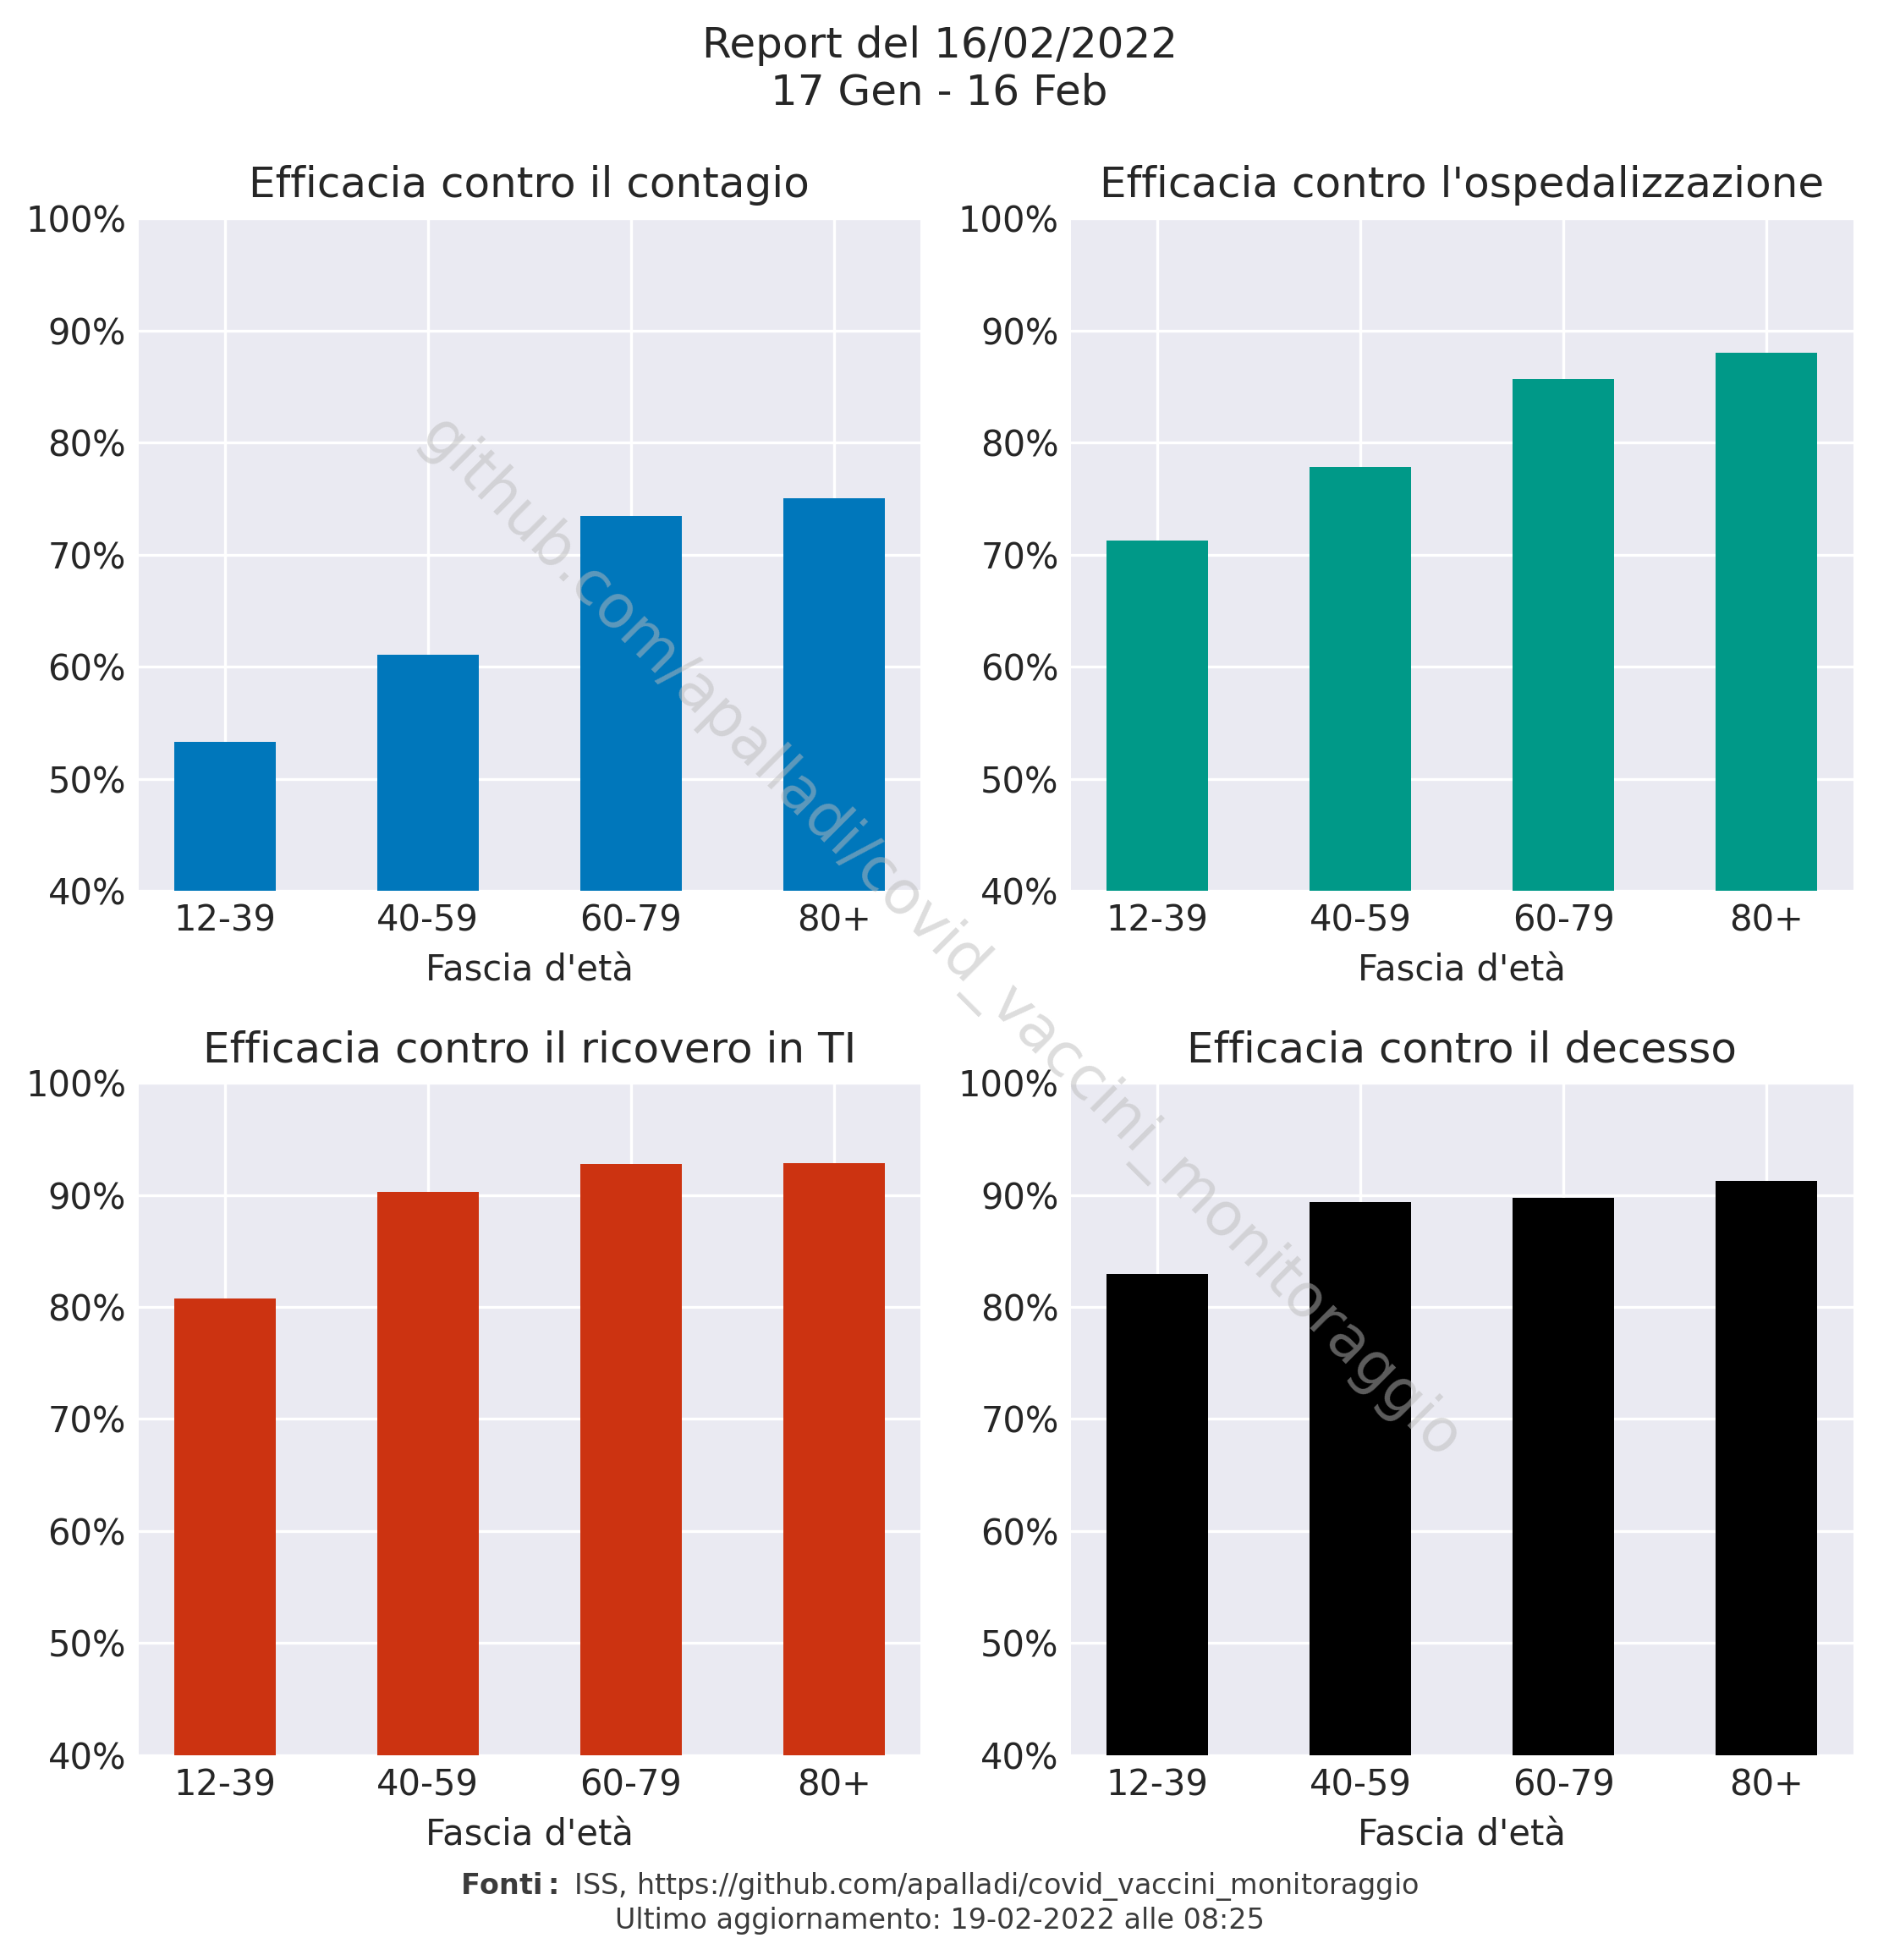 Report del 16/02/2022
17 Gen - 16 Feb
Efficacia contro il contagio
100%
90%
80%
70%
60%
50%
40%
12-39 40-59 60-79 80+
Fascia d'età
Efficacia contro l'ospedalizzazione
100%
90%
80%
70%
60%
50%
40%
12-39 40-59 60-79 80+
Fascia d'età
Efficacia contro il ricovero in TI
100%
90%
80%
70%
60%
50%
40%
12-39 40-59 60-79 80+
Fascia d'età
Efficacia contro il decesso
100%
90%
80%
70%
60%
50%
40%
12-39 40-59 60-79 80+
Fascia d'età
github.com/apalladi/covid_vaccini_monitoraggio
Fonti: ISS, https://github.com/apalladi/covid_vaccini_monitoraggio
Ultimo aggiornamento: 19-02-2022 alle 08:25